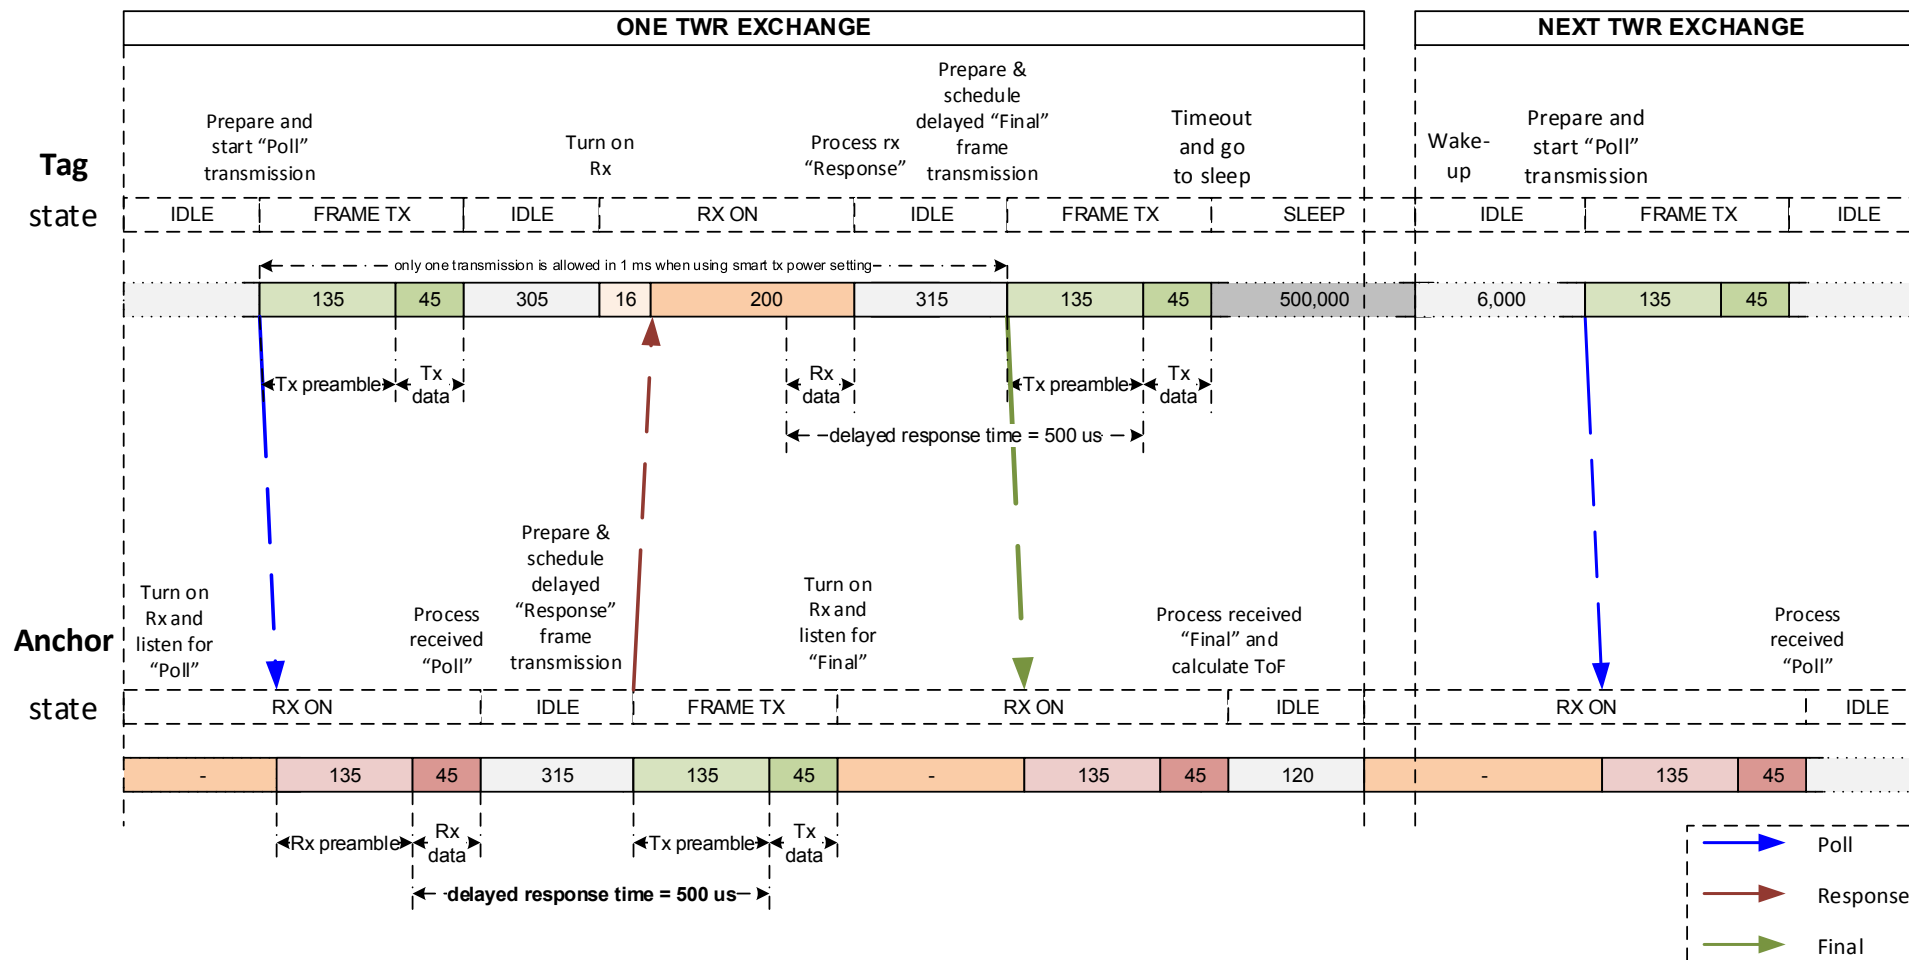 ONE TWR EXCHANGE
NEXT TWR EXCHANGE
Tag
state
Prepare and
start “Poll”
transmission
Turn on
Rx
Process rx
“Response”
Prepare &
schedule
delayed “Final”
frame
transmission
Timeout
and go
to sleep
Wake-
up
Prepare and
start “Poll”
transmission
IDLE
FRAME TX
IDLE
RX ON
IDLE
FRAME TX
SLEEP
IDLE
FRAME TX
IDLE
only one transmission is allowed in 1 ms when using smart tx power setting
135
45
305
16
200
315
135
45
500,000
6,000
135
45
Tx preamble
Tx
data
Rx
data
Tx preamble
Tx
data
delayed response time = 500 us
Anchor
state
Turn on
Rx and
listen for
“Poll”
Process
received
“Poll”
Prepare &
schedule
delayed
“Response”
frame
transmission
Turn on
Rx and
listen for
“Final”
Process received
“Final” and
calculate ToF
Process
received
“Poll”
RX ON
IDLE
FRAME TX
RX ON
IDLE
RX ON
IDLE
-
135
45
315
135
45
-
135
45
120
-
135
45
Rx preamble
Rx
data
Tx preamble
Tx
data
delayed response time = 500 us
Poll
Response
Final